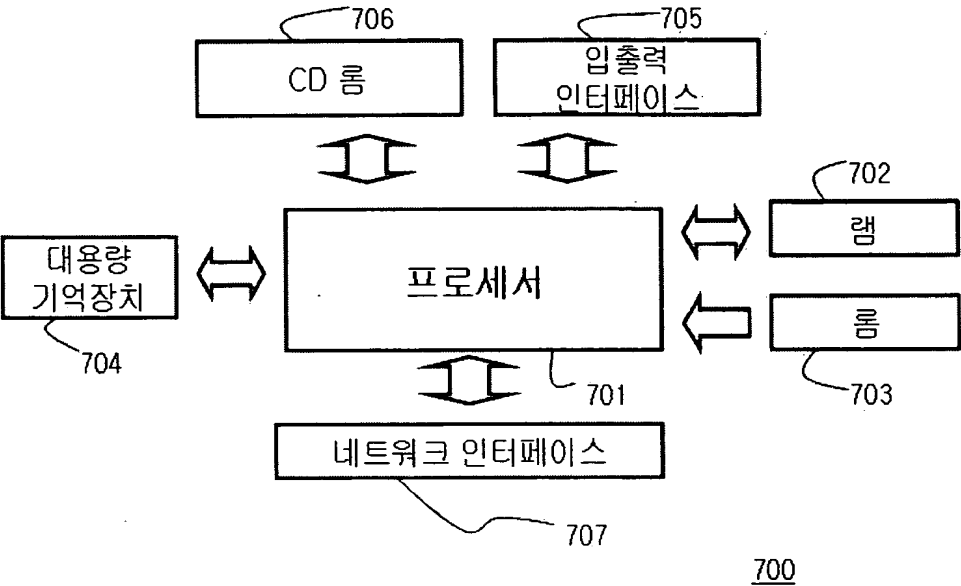 706
705
CD 롬
입출력
인터페이스
702
램
대용량
기억장치
프로세서
롬
704
701
703
네트워크 인터페이스
707
700